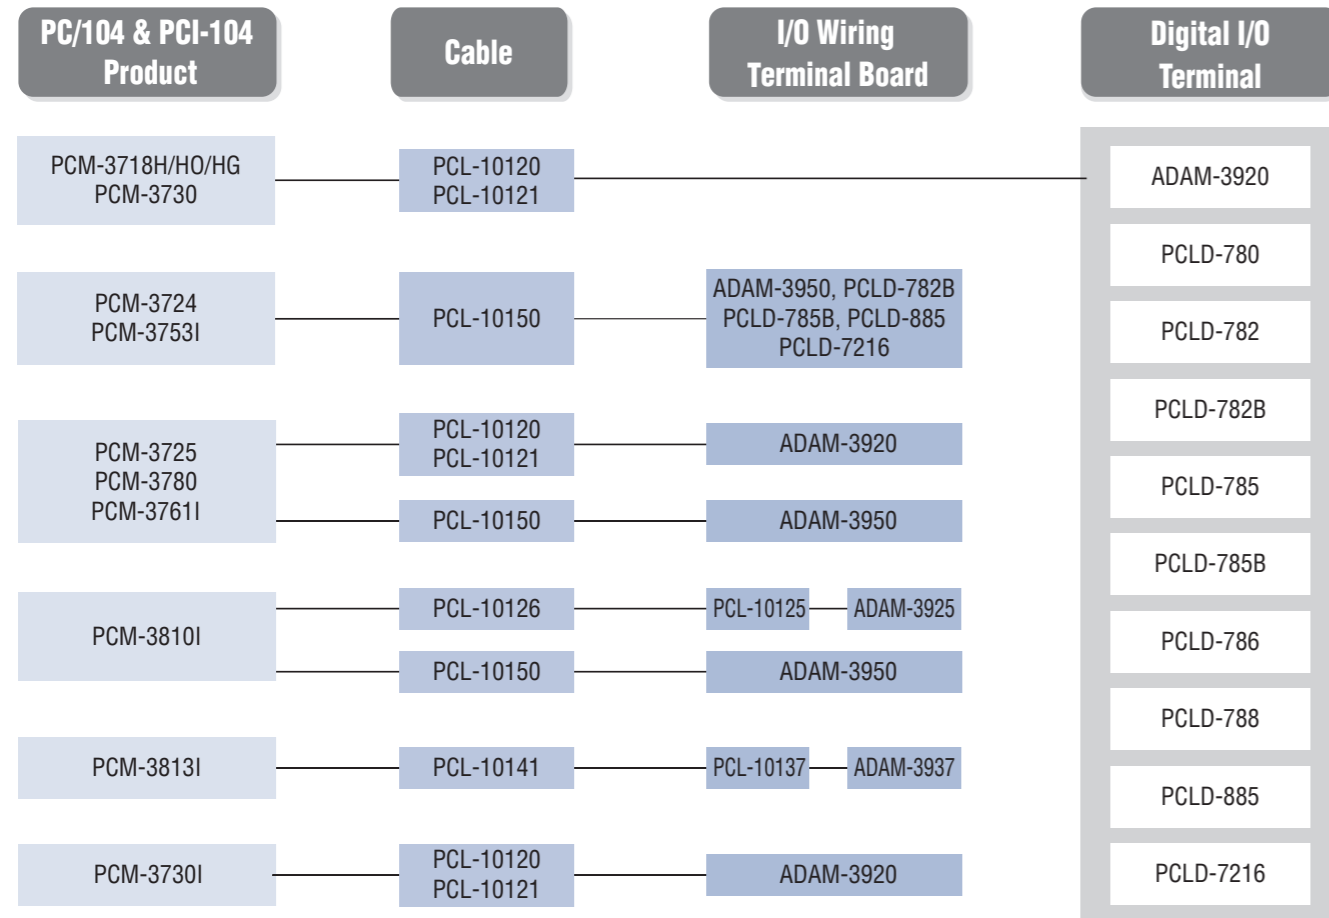 PC/104 & PCI-104
Product
Cable
I/O Wiring
Terminal Board
Digital I/O
Terminal
PCM-3718H/HO/HG
PCM-3730
PCL-10120
PCL-10121
PCM-3724
PCM-3753I
PCL-10150
ADAM-3950, PCLD-782B
PCLD-785B, PCLD-885
PCLD-7216
PCM-3725
PCM-3780
PCM-3761I
PCL-10120
PCL-10121
ADAM-3920
PCL-10150
ADAM-3950
PCM-3810I
PCL-10126
PCL-10125
ADAM-3925
PCL-10150
ADAM-3950
PCM-3813I
PCL-10141
PCL-10137
ADAM-3937
PCM-3730I
PCL-10120
PCL-10121
ADAM-3920
ADAM-3920
PCLD-780
PCLD-782
PCLD-782B
PCLD-785
PCLD-785B
PCLD-786
PCLD-788
PCLD-885
PCLD-7216